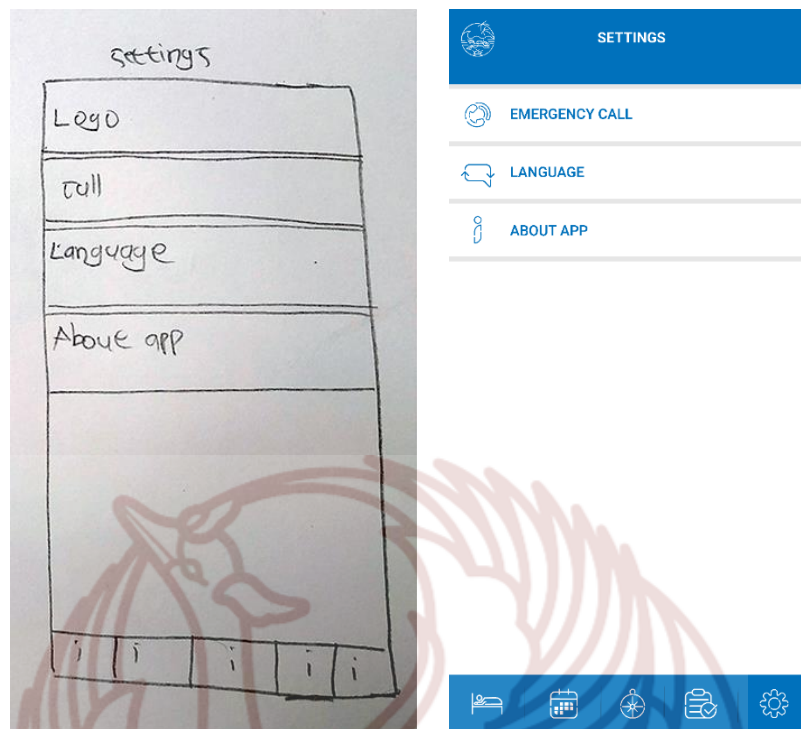 settings
Logo
call
Language
About app
i i i i i
SETTINGS
EMERGENCY CALL
LANGUAGE
ABOUT APP